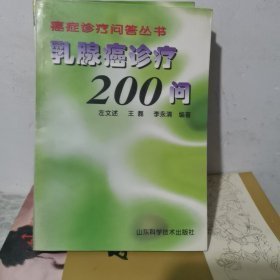 癌症诊疗问答丛书
乳腺癌诊疗
200问
左文述 王磊 李永清 编著
山东科学技术出版社